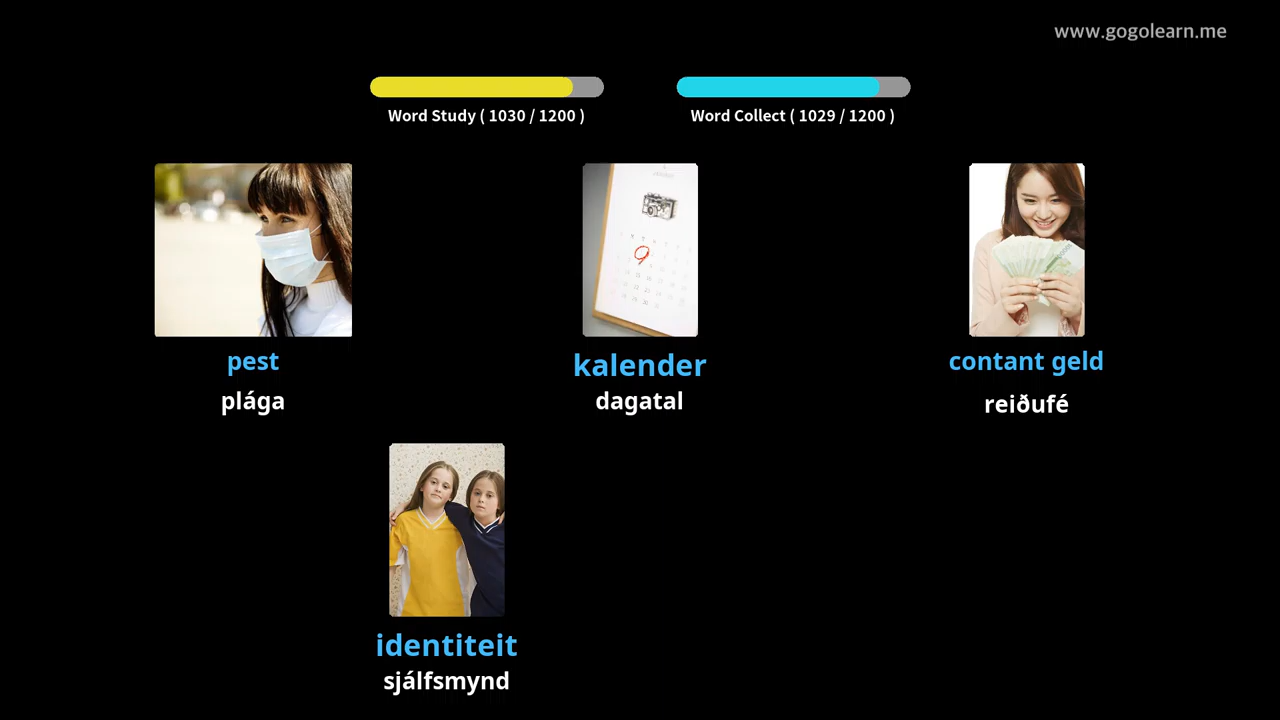 www.gogolearn.me
Word Study ( 1030 / 1200 )
Word Collect ( 1029 / 1200 )
9
pest
kalender
contant geld
plága
dagatal
reiðufé
identiteit
sjálfsmynd